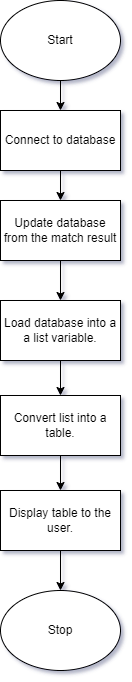 Start
Connect to database
Update database
from the match result
Load database into a
a list variable.
Convert list into a
table.
Display table to the
user.
Stop